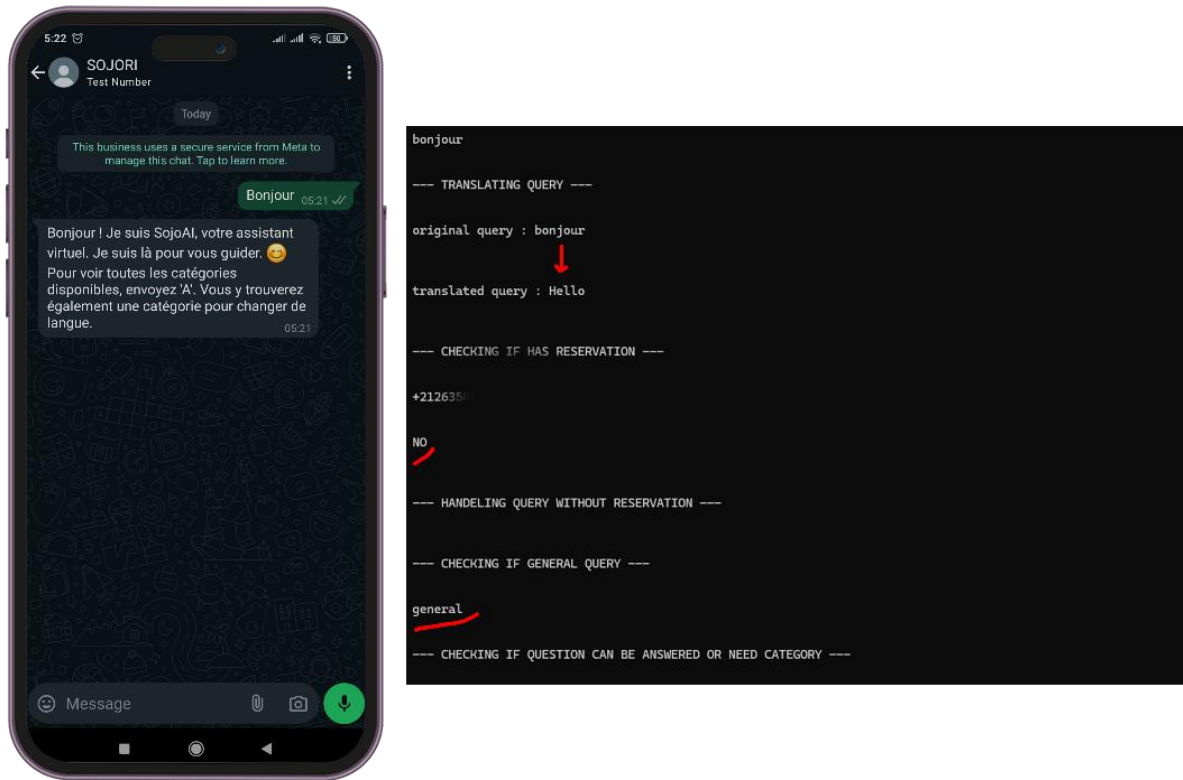 5:22
50
SOJORI
Test Number
Today
This business uses a secure service from Meta to
manage this chat. Tap to learn more.
Bonjour 05:21
Bonjour ! Je suis SojoAI, votre assistant
virtuel. Je suis là pour vous guider. 😊
Pour voir toutes les catégories
disponibles, envoyez 'A'. Vous y trouverez
également une catégorie pour changer de
langue.
05:21
Message
bonjour
--- TRANSLATING QUERY ---
original query : bonjour
translated query : Hello
--- CHECKING IF HAS RESERVATION ---
+212635
NO
--- HANDELING QUERY WITHOUT RESERVATION ---
--- CHECKING IF GENERAL QUERY ---
general
--- CHECKING IF QUESTION CAN BE ANSWERED OR NEED CATEGORY ---